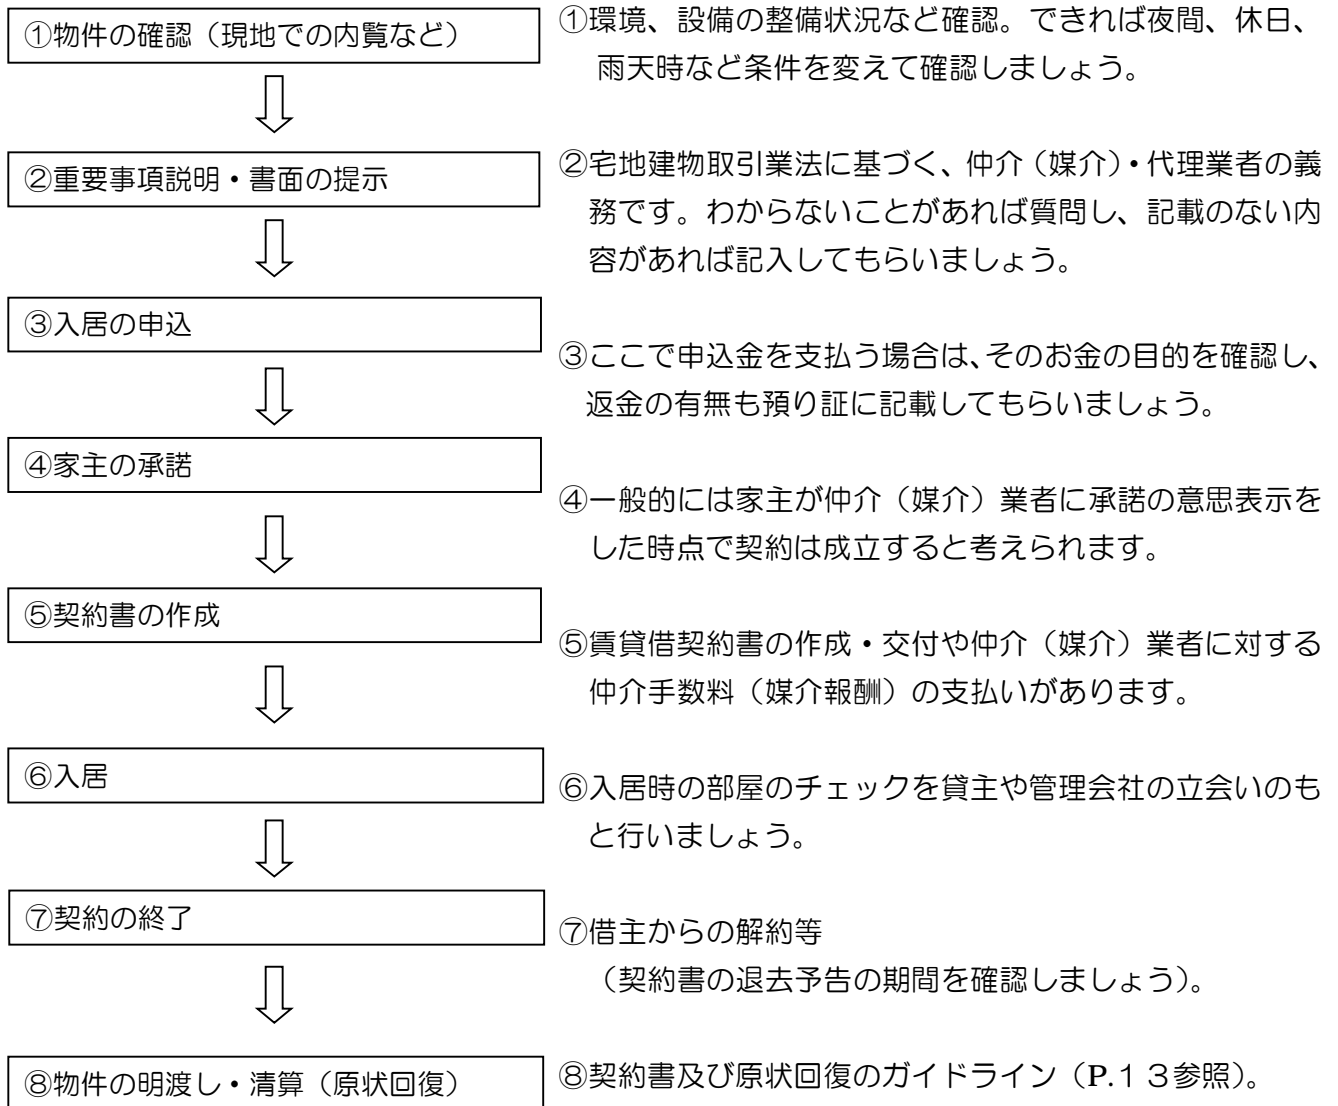 ①物件の確認（現地での内覧など）
①環境、設備の整備状況など確認。できれば夜間、休日、
雨天時など条件を変えて確認しましょう。
②重要事項説明・書面の提示
②宅地建物取引業法に基づく、仲介（媒介）・代理業者の義
務です。わからないことがあれば質問し、記載のない内
容があれば記入してもらいましょう。
③入居の申込
③ここで申込金を支払う場合は、そのお金の目的を確認し、
返金の有無も預り証に記載してもらいましょう。
④家主の承諾
④一般的には家主が仲介（媒介）業者に承諾の意思表示を
した時点で契約は成立すると考えられます。
⑤契約書の作成
⑤賃貸借契約書の作成・交付や仲介（媒介）業者に対する
仲介手数料（媒介報酬）の支払いがあります。
⑥入居
⑥入居時の部屋のチェックを貸主や管理会社の立会いのも
と行いましょう。
⑦契約の終了
⑦借主からの解約等
（契約書の退去予告の期間を確認しましょう）。
⑧物件の明渡し・清算（原状回復）
⑧契約書及び原状回復のガイドライン（P.１３参照）。